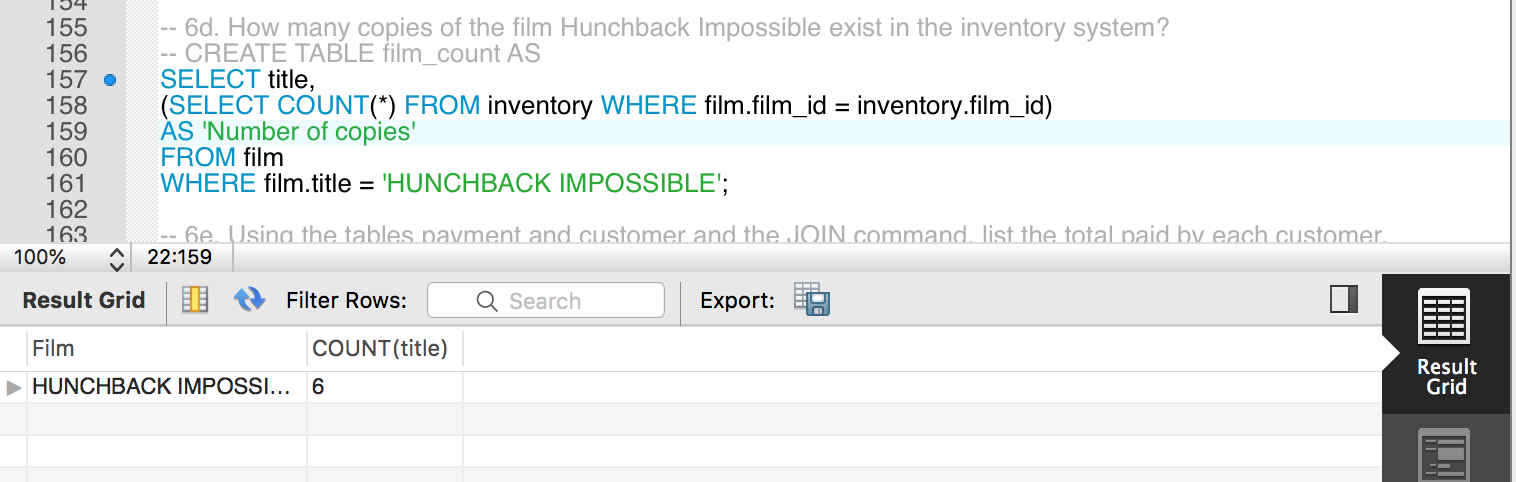 154
155 -- 6d. How many copies of the film Hunchback Impossible exist in the inventory system?
156 -- CREATE TABLE film_count AS
157 SELECT title,
158 (SELECT COUNT(*) FROM inventory WHERE film.film_id = inventory.film_id)
159 AS 'Number of copies'
160 FROM film
161 WHERE film.title = 'HUNCHBACK IMPOSSIBLE';
162
163 -- 6e. Using the tables payment and customer and the JOIN command, list the total paid by each customer.
100% 22:159
Result Grid Filter Rows: Search Export:
Film COUNT(title)
HUNCHBACK IMPOSSI... 6
Result
Grid